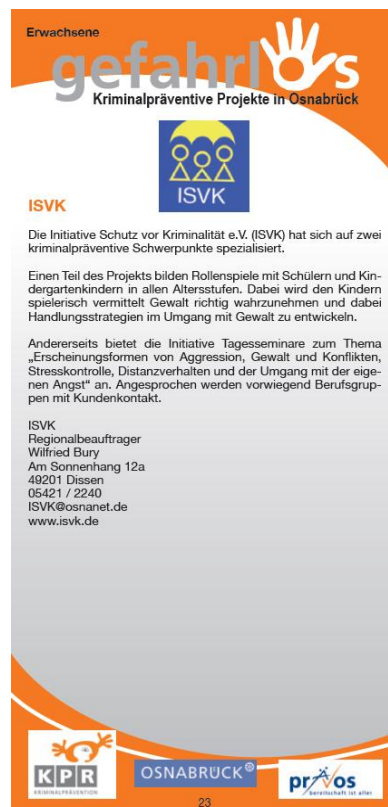 Erwachsene
gefahrlos
Kriminalpräventive Projekte in Osnabrück
ISVK
ISVK
Die Initiative Schutz vor Kriminalität e.V. (ISVK) hat sich auf zwei
kriminalpräventive Schwerpunkte spezialisiert.
Einen Teil des Projekts bilden Rollenspiele mit Schülern und Kin-
dergartenkindern in allen Altersstufen. Dabei wird den Kindern
spielerisch vermittelt Gewalt richtig wahrzunehmen und dabei
Handlungsstrategien im Umgang mit Gewalt zu entwickeln.
Andererseits bietet die Initiative Tagesseminare zum Thema
„Erscheinungsformen von Aggression, Gewalt und Konflikten,
Stresskontrolle, Distanzverhalten und der Umgang mit der eige-
nen Angst“ an. Angesprochen werden vorwiegend Berufsgrup-
pen mit Kundenkontakt.
ISVK
Regionalbeauftrager
Wilfried Bury
Am Sonnenhang 12a
49201 Dissen
05421 / 2240
ISVK@osnanet.de
www.isvk.de
KPR
KRIMINALPRÄVENTION
OSNABRÜCK®
prävos
bereitschaft ist alles
23